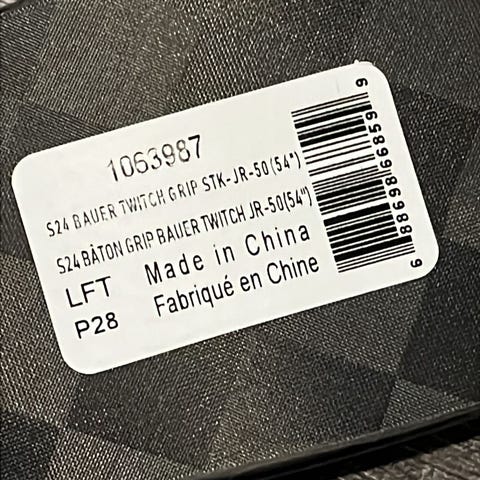 1063987
S24 BAUER TWITCH GRIP STK-JR-50(54")
S24 BÂTON GRIP BAUER TWITCH JR-50(54")
LFT Made in China
P28 Fabriqué en Chine
6 88698 66859 9